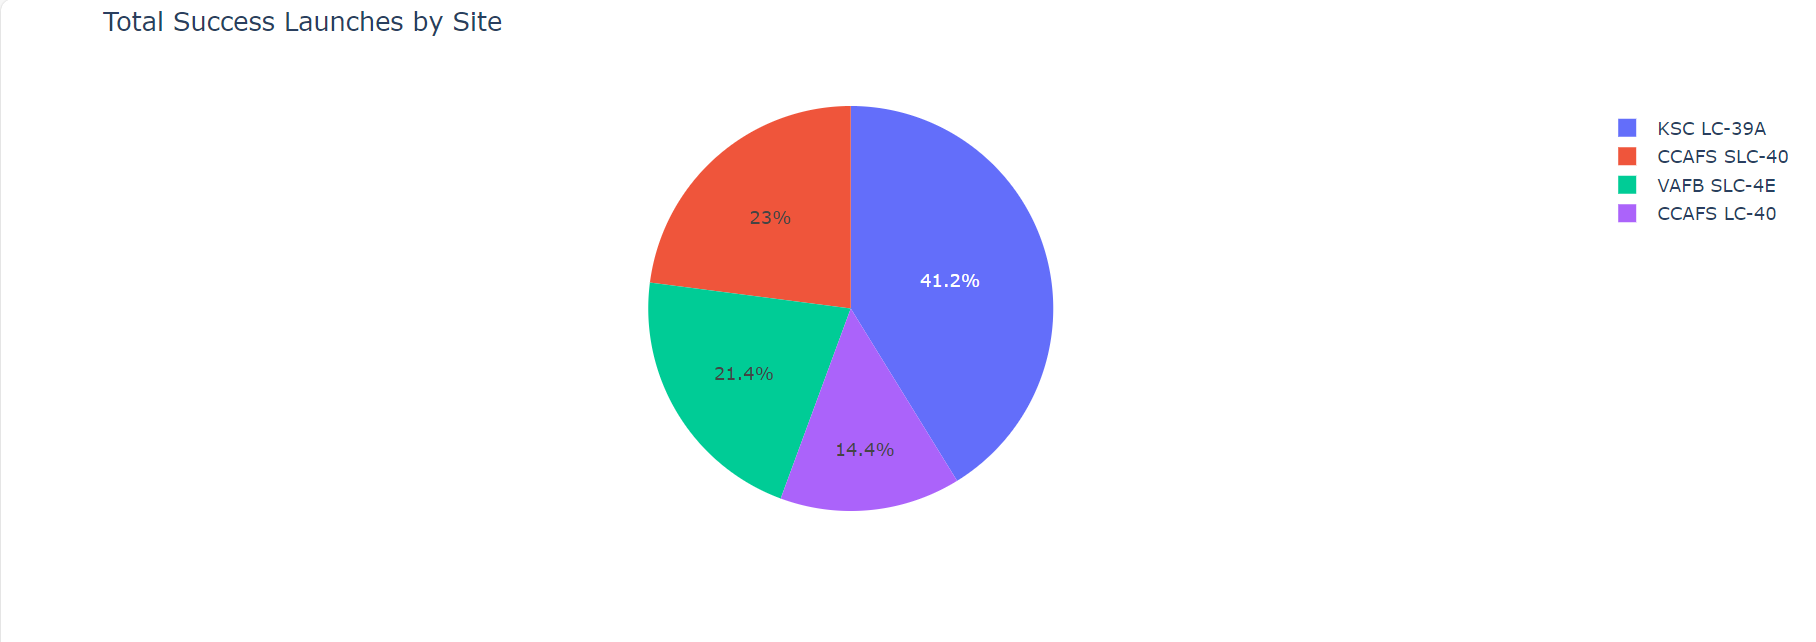 Total Success Launches by Site
KSC LC-39A
CCAFS SLC-40
VAFB SLC-4E
CCAFS LC-40
23%
41.2%
21.4%
14.4%